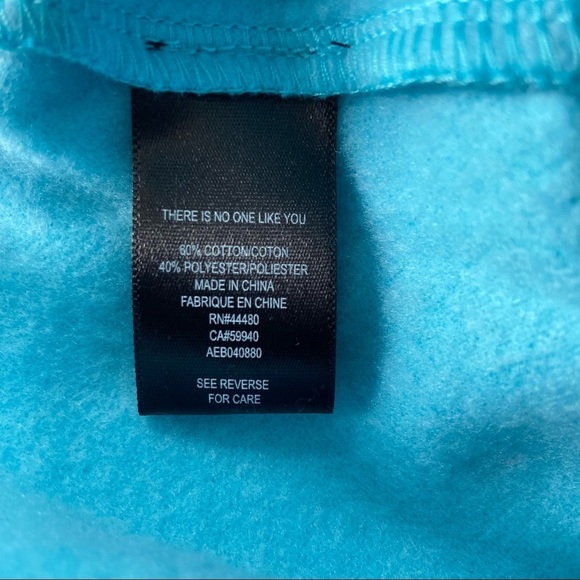 THERE IS NO ONE LIKE YOU
60% COTTON/COTON
40% POLYESTER/POLIESTER
MADE IN CHINA
FABRIQUE EN CHINE
RN#44480
CA#59940
AEB040880
SEE REVERSE
FOR CARE